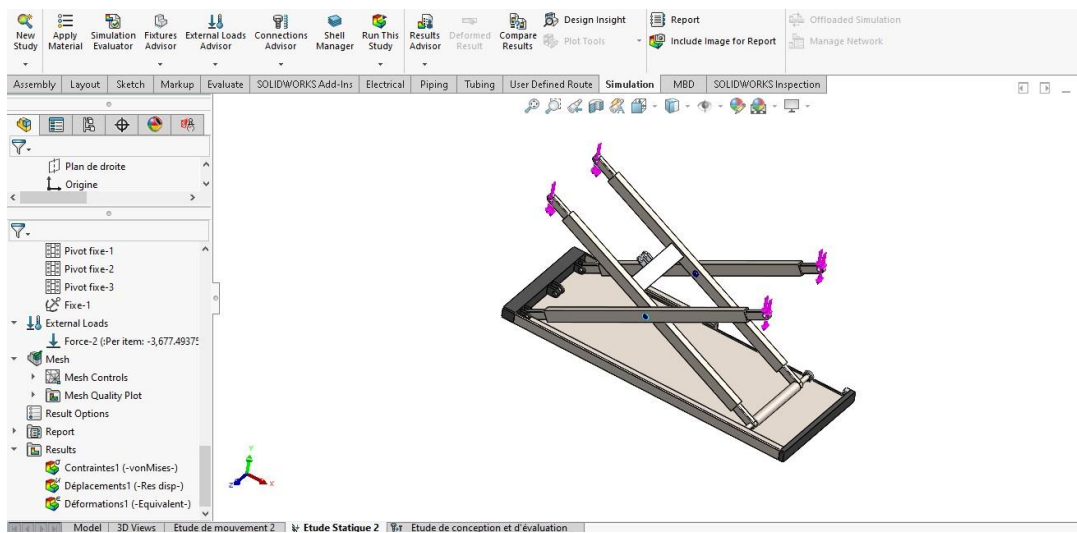 New Study
Apply Material
Simulation Evaluator
Fixtures Advisor
External Loads Advisor
Connections Advisor
Shell Manager
Run This Study
Results Advisor
Deformed Result
Compare Results
Design Insight
Plot Tools
Report
Include Image for Report
Offloaded Simulation
Manage Network
Assembly Layout Sketch Markup Evaluate SOLIDWORKS Add-Ins Electrical Piping Tubing User Defined Route Simulation MBD SOLIDWORKS Inspection
Plan de droite
Origine
Pivot fixe-1
Pivot fixe-2
Pivot fixe-3
Fixe-1
External Loads
Force-2 (:Per item: -3,677.49375
Mesh
Mesh Controls
Mesh Quality Plot
Result Options
Report
Results
Contraintes1 (-vonMises-)
Déplacements1 (-Res disp-)
Déformations1 (-Equivalent-)
Y
Z
X
Model 3D Views Etude de mouvement 2 Etude Statique 2 Etude de conception et d'évaluation